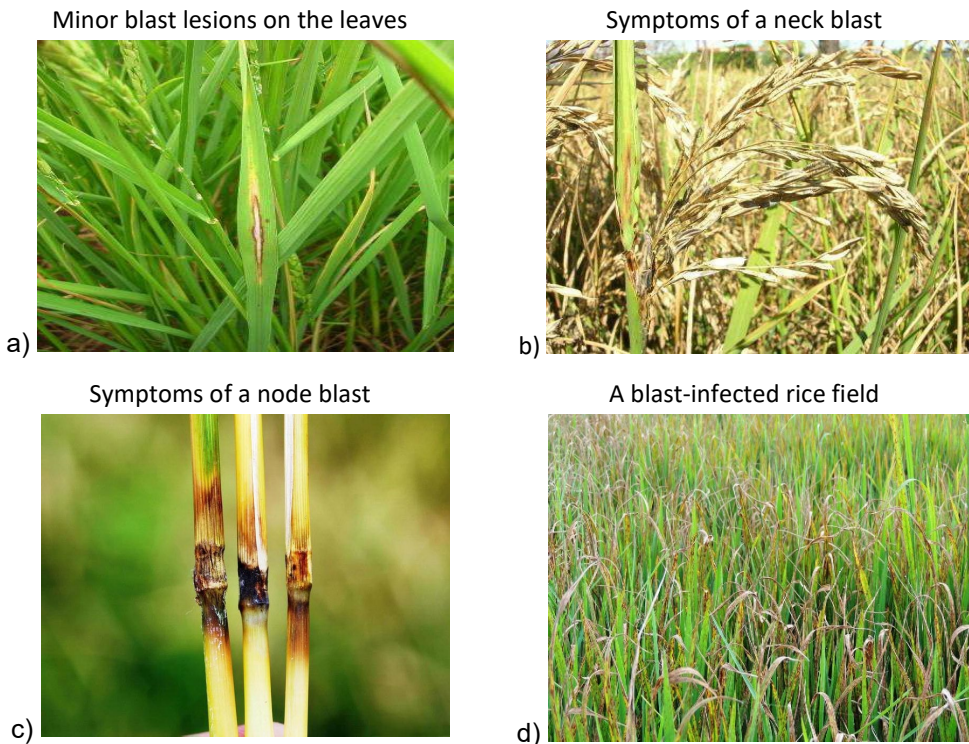 Minor blast lesions on the leaves
Symptoms of a neck blast
a)
b)
Symptoms of a node blast
A blast-infected rice field
c)
d)